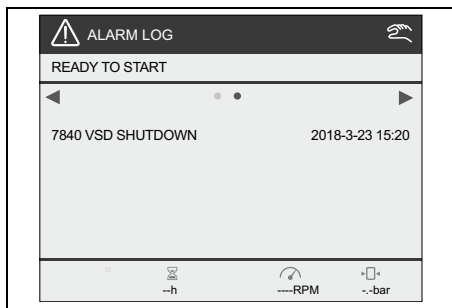 ALARM LOG
READY TO START
7840 VSD SHUTDOWN 2018-3-23 15:20
--h ----RPM -.-bar